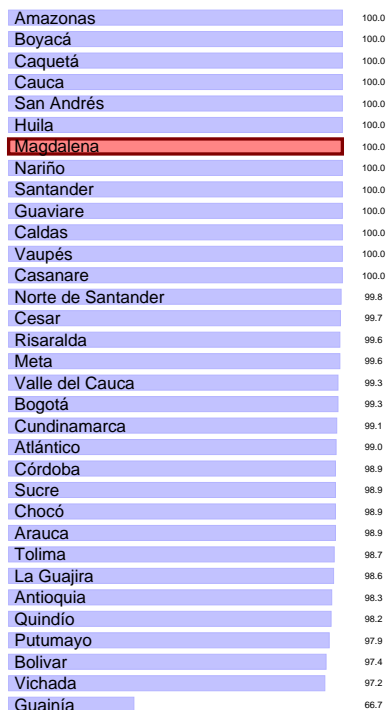 Amazonas 100.0
Boyacá 100.0
Caquetá 100.0
Cauca 100.0
San Andrés 100.0
Huila 100.0
Magdalena 100.0
Nariño 100.0
Santander 100.0
Guaviare 100.0
Caldas 100.0
Vaupés 100.0
Casanare 100.0
Norte de Santander 99.8
Cesar 99.7
Risaralda 99.6
Meta 99.6
Valle del Cauca 99.3
Bogotá 99.3
Cundinamarca 99.1
Atlántico 99.0
Córdoba 98.9
Sucre 98.9
Chocó 98.9
Arauca 98.9
Tolima 98.7
La Guajira 98.6
Antioquia 98.3
Quindío 98.2
Putumayo 97.9
Bolivar 97.4
Vichada 97.2
Guainía 66.7